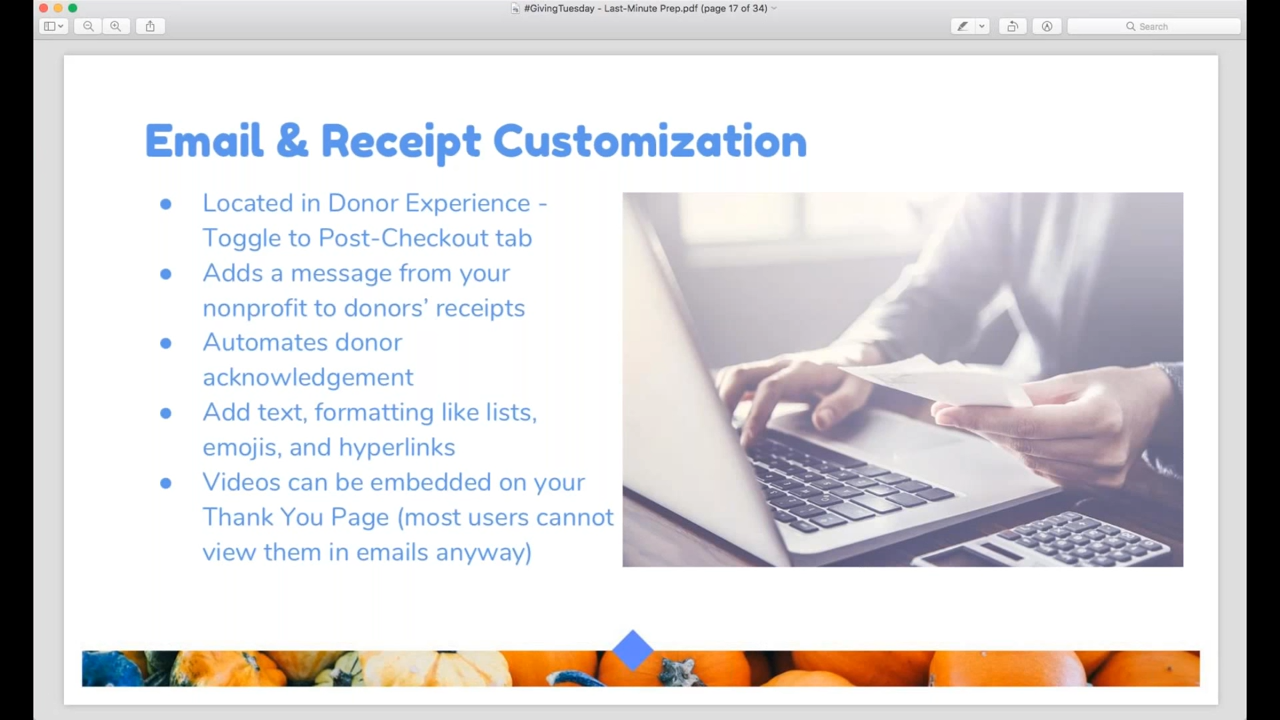 #GivingTuesday - Last-Minute Prep.pdf (page 17 of 34)
Search
Email & Receipt Customization
● Located in Donor Experience -
Toggle to Post-Checkout tab
● Adds a message from your
nonprofit to donors’ receipts
● Automates donor
acknowledgement
● Add text, formatting like lists,
emojis, and hyperlinks
● Videos can be embedded on your
Thank You Page (most users cannot
view them in emails anyway)